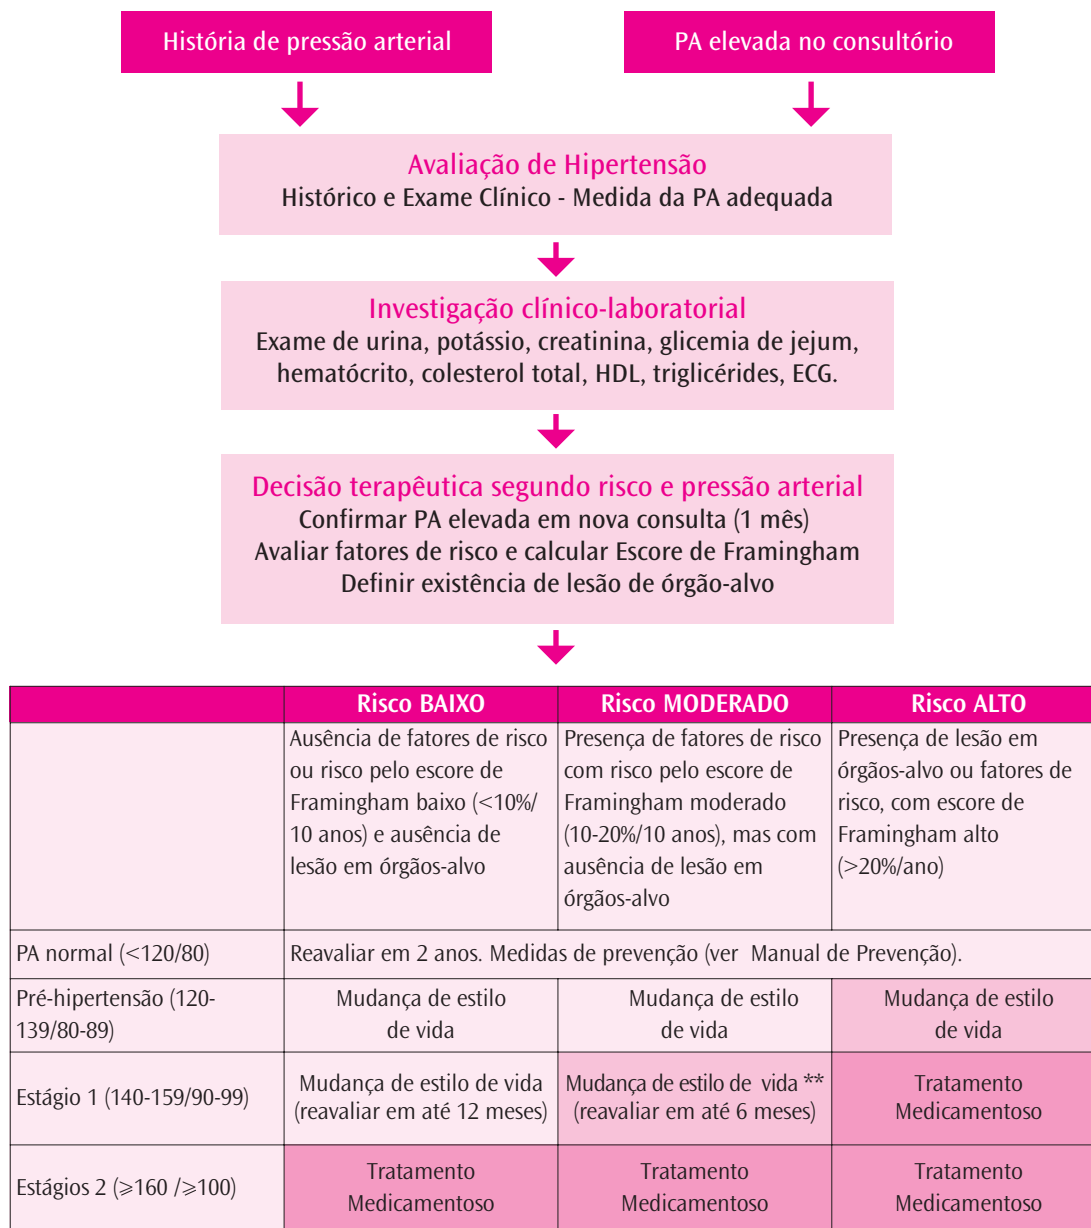 História de pressão arterial
PA elevada no consultório
Avaliação de Hipertensão
Histórico e Exame Clínico - Medida da PA adequada
Investigação clínico-laboratorial
Exame de urina, potássio, creatinina, glicemia de jejum,
hematócrito, colesterol total, HDL, triglicérides, ECG.
Decisão terapêutica segundo risco e pressão arterial
Confirmar PA elevada em nova consulta (1 mês)
Avaliar fatores de risco e calcular Escore de Framingham
Definir existência de lesão de órgão-alvo
Risco BAIXO
Risco MODERADO
Risco ALTO
Ausência de fatores de risco
ou risco pelo escore de
Framingham baixo (<10%/
10 anos) e ausência de
lesão em órgãos-alvo
Presença de fatores de risco
com risco pelo escore de
Framingham moderado
(10-20%/10 anos), mas com
ausência de lesão em
órgãos-alvo
Presença de lesão em
órgãos-alvo ou fatores de
risco, com escore de
Framingham alto
(>20%/ano)
PA normal (<120/80)
Reavaliar em 2 anos. Medidas de prevenção (ver Manual de Prevenção).
Pré-hipertensão (120-
139/80-89)
Mudança de estilo
de vida
Mudança de estilo
de vida
Mudança de estilo
de vida
Estágio 1 (140-159/90-99)
Mudança de estilo de vida
(reavaliar em até 12 meses)
Mudança de estilo de vida **
(reavaliar em até 6 meses)
Tratamento
Medicamentoso
Estágios 2 (⩾160 /⩾100)
Tratamento
Medicamentoso
Tratamento
Medicamentoso
Tratamento
Medicamentoso